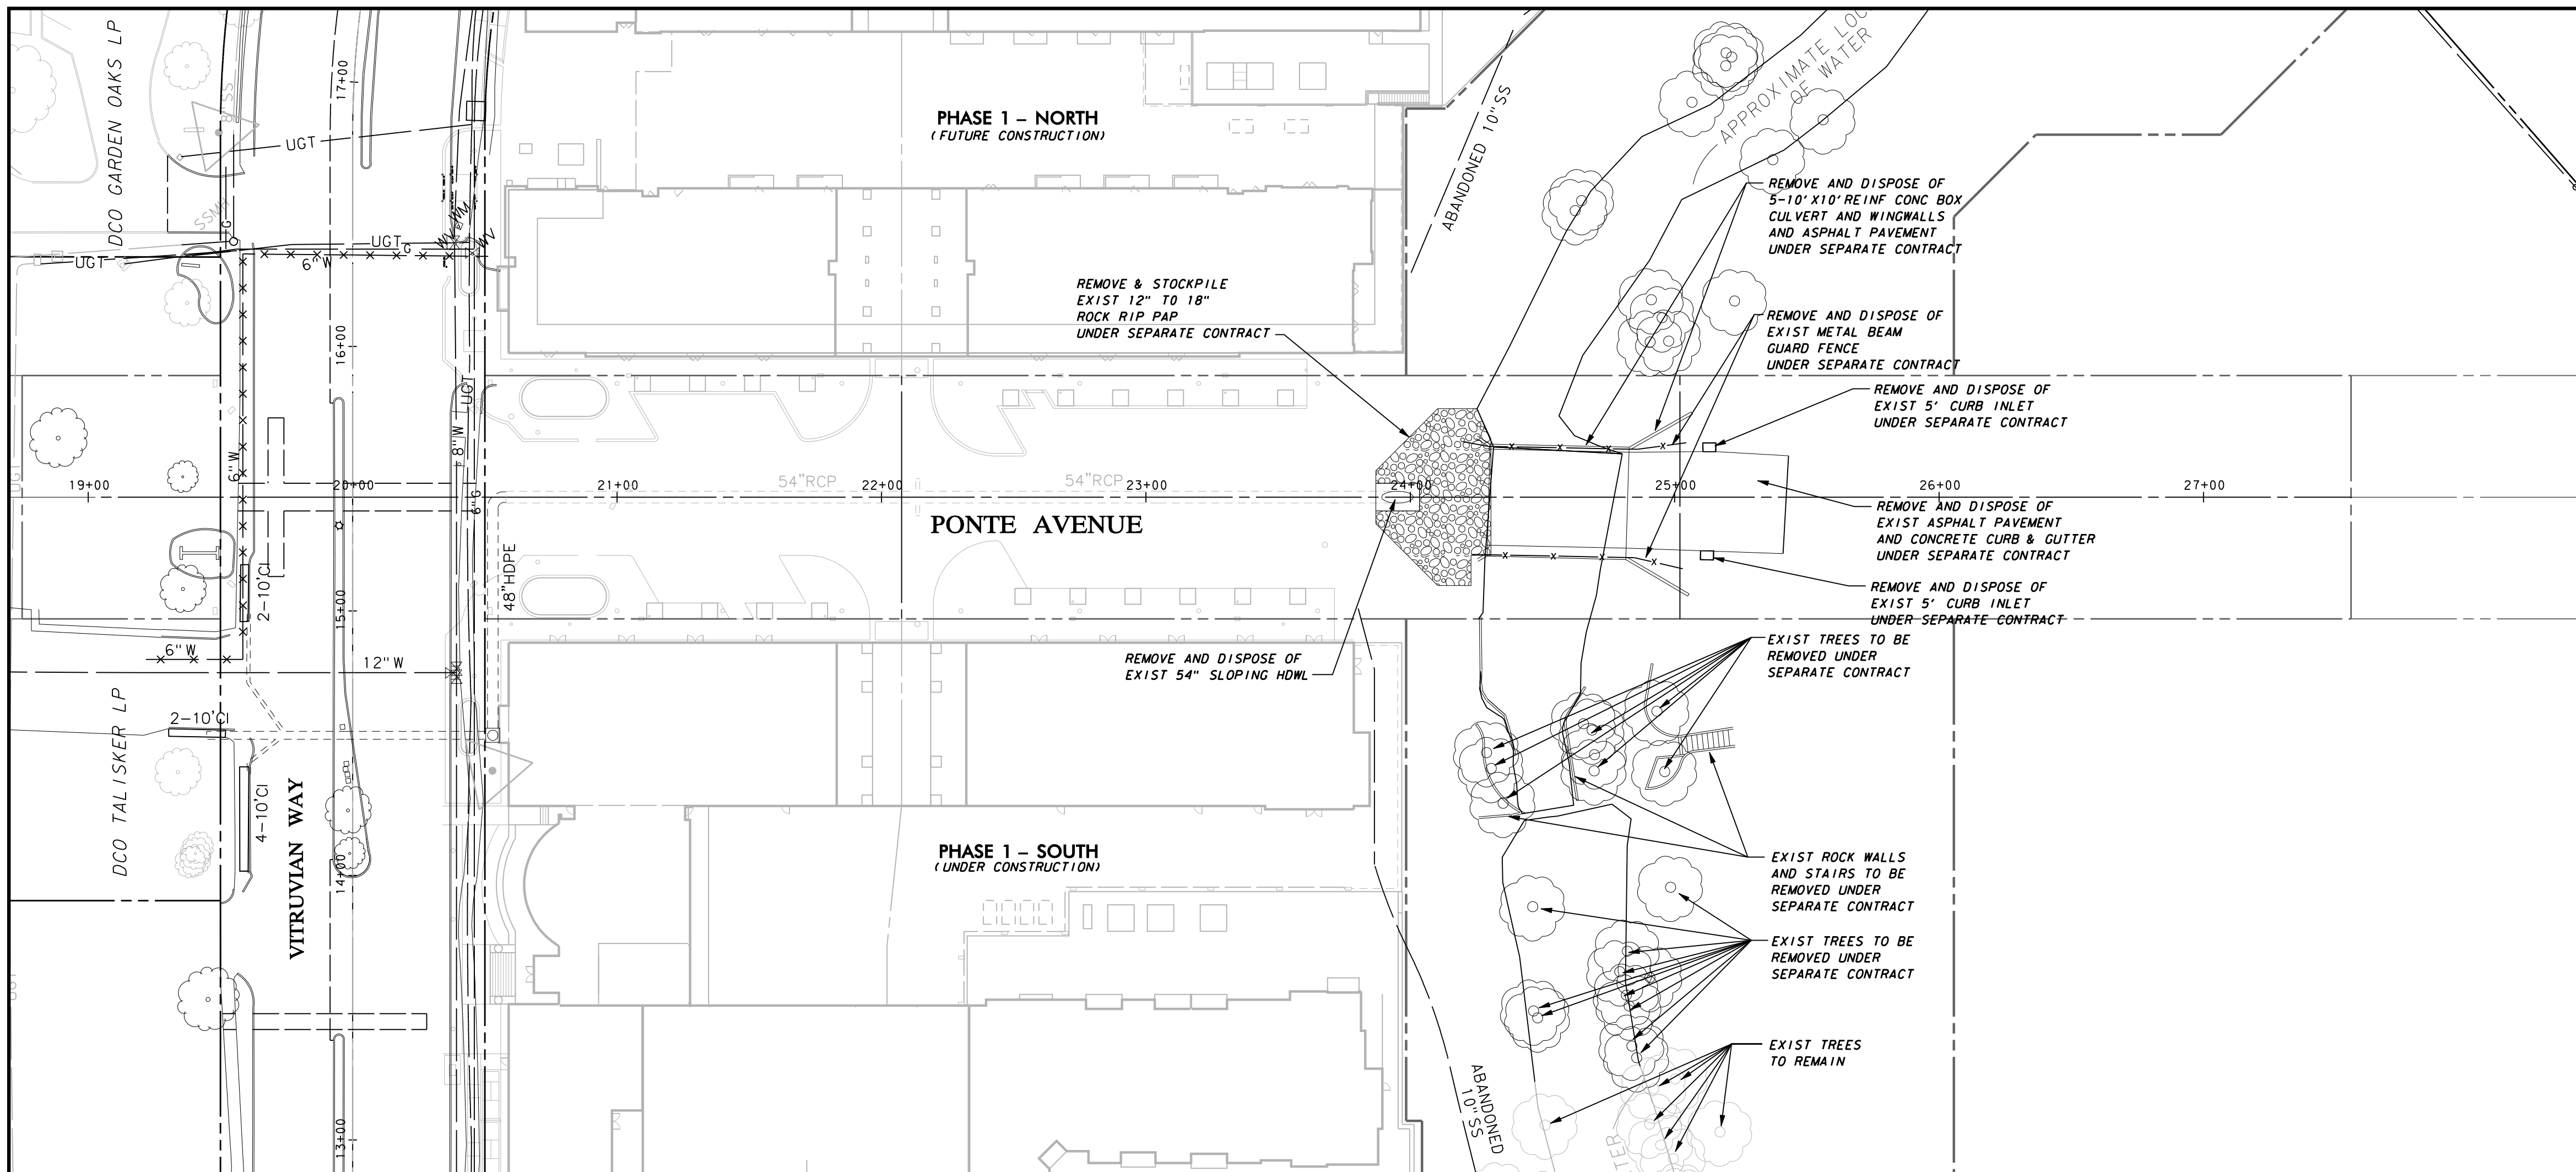 DCO GARDEN OAKS LP
8"SS
17+00
UGT
SSMH
G
WM
WV
WV
UGT
G
UGT
6"W
16+00
UGT
8"W
6"W
UGT
PHASE 1 – NORTH
(FUTURE CONSTRUCTION)
ABANDONED 10"SS
APPROXIMATE LOC
OF WATER
REMOVE AND DISPOSE OF
5-10'X10'REINF CONC BOX
CULVERT AND WINGWALLS
AND ASPHALT PAVEMENT
UNDER SEPARATE CONTRACT
REMOVE & STOCKPILE
EXIST 12" TO 18"
ROCK RIP PAP
UNDER SEPARATE CONTRACT
REMOVE AND DISPOSE OF
EXIST METAL BEAM
GUARD FENCE
UNDER SEPARATE CONTRACT
REMOVE AND DISPOSE OF
EXIST 5' CURB INLET
UNDER SEPARATE CONTRACT
19+00
20+00
21+00
22+00
23+00
24+00
25+00
26+00
27+00
54"RCP
54"RCP
6"G
PONTE AVENUE
REMOVE AND DISPOSE OF
EXIST ASPHALT PAVEMENT
AND CONCRETE CURB & GUTTER
UNDER SEPARATE CONTRACT
48"HDPE
2-10'CI
15+00
REMOVE AND DISPOSE OF
EXIST 5' CURB INLET
UNDER SEPARATE CONTRACT
6"W
12"W
REMOVE AND DISPOSE OF
EXIST 54" SLOPING HDWL
EXIST TREES TO BE
REMOVED UNDER
SEPARATE CONTRACT
DCO TALISKER LP
2-10'CI
4-10'CI
VITRUVIAN WAY
14+00
PHASE 1 – SOUTH
(UNDER CONSTRUCTION)
EXIST ROCK WALLS
AND STAIRS TO BE
REMOVED UNDER
SEPARATE CONTRACT
EXIST TREES TO BE
REMOVED UNDER
SEPARATE CONTRACT
EXIST TREES
TO REMAIN
13+00
ABANDONED
10"SS